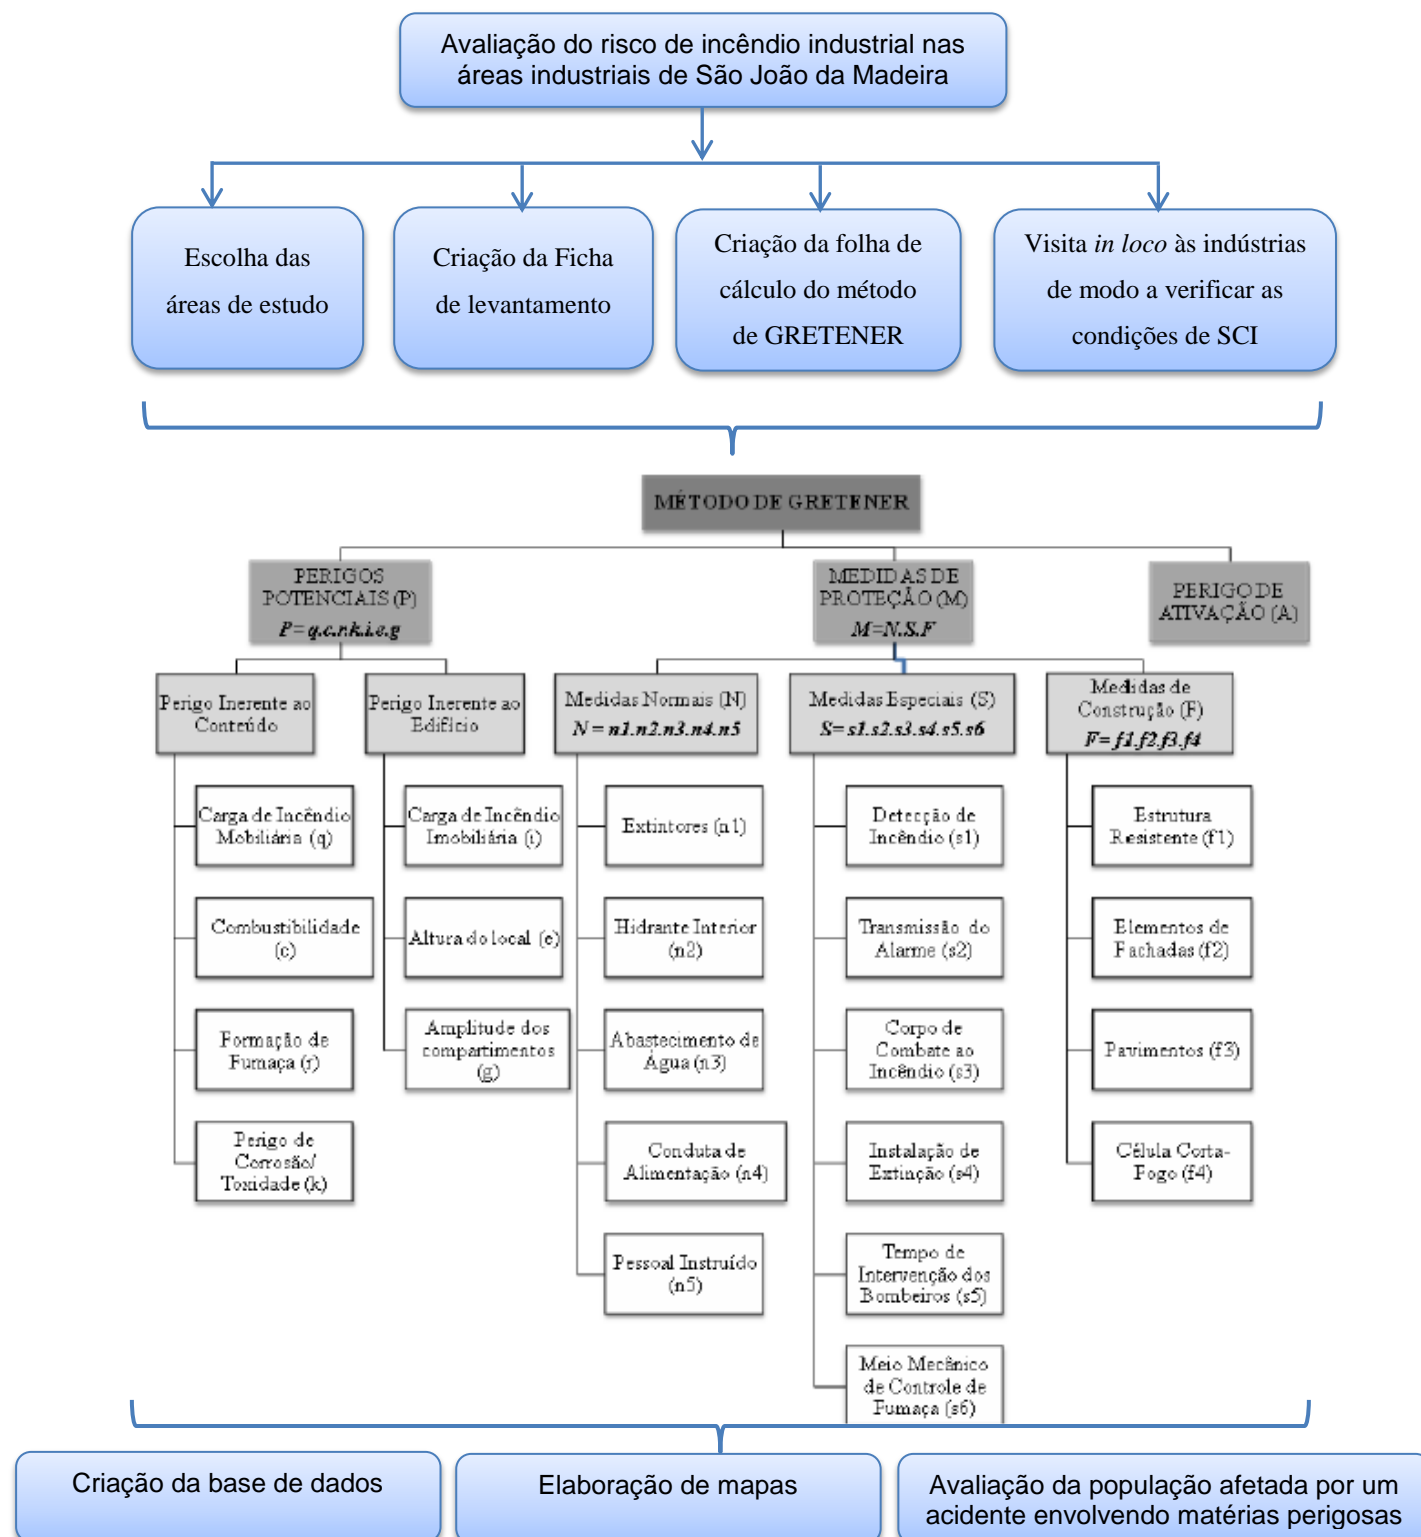 Avaliação do risco de incêndio industrial nas
áreas industriais de São João da Madeira
Escolha das
áreas de estudo
Criação da Ficha
de levantamento
Criação da folha de
cálculo do método
de GRETENER
Visita in loco às indústrias
de modo a verificar as
condições de SCI
MÉTODO DE GRETENER
PERIGOS
POTENCIAIS (P)
P=q.c.r.k.i.e.g
MEDIDAS DE
PROTEÇÃO (M)
M=N.S.F
PERIGO DE
ATIVAÇÃO (A)
Perigo Inerente ao
Conteúdo
Perigo Inerente ao
Edifício
Medidas Normais (N)
N = n1.n2.n3.n4.n5
Medidas Especiais (S)
S= s1.s2.s3.s4.s5.s6
Medidas de
Construção (F)
F= f1.f2.f3.f4
Carga de Incêndio
Mobiliária (q)
Combustibilidade
(c)
Formação de
Fumaça (r)
Perigo de
Corrosão/
Toxidade (k)
Carga de Incêndio
Imobiliária (i)
Altura do local (e)
Amplitude dos
compartimentos
(g)
Extintores (n1)
Hidrante Interior
(n2)
Abastecimento de
Água (n3)
Conduta de
Alimentação (n4)
Pessoal Instruído
(n5)
Detecção de
Incêndio (s1)
Transmissão do
Alarme (s2)
Corpo de
Combate ao
Incêndio (s3)
Instalação de
Extinção (s4)
Tempo de
Intervenção dos
Bombeiros (s5)
Meio Mecânico
de Controle de
Fumaça (s6)
Estrutura
Resistente (f1)
Elementos de
Fachadas (f2)
Pavimentos (f3)
Célula Corta-
Fogo (f4)
Criação da base de dados
Elaboração de mapas
Avaliação da população afetada por um
acidente envolvendo matérias perigosas